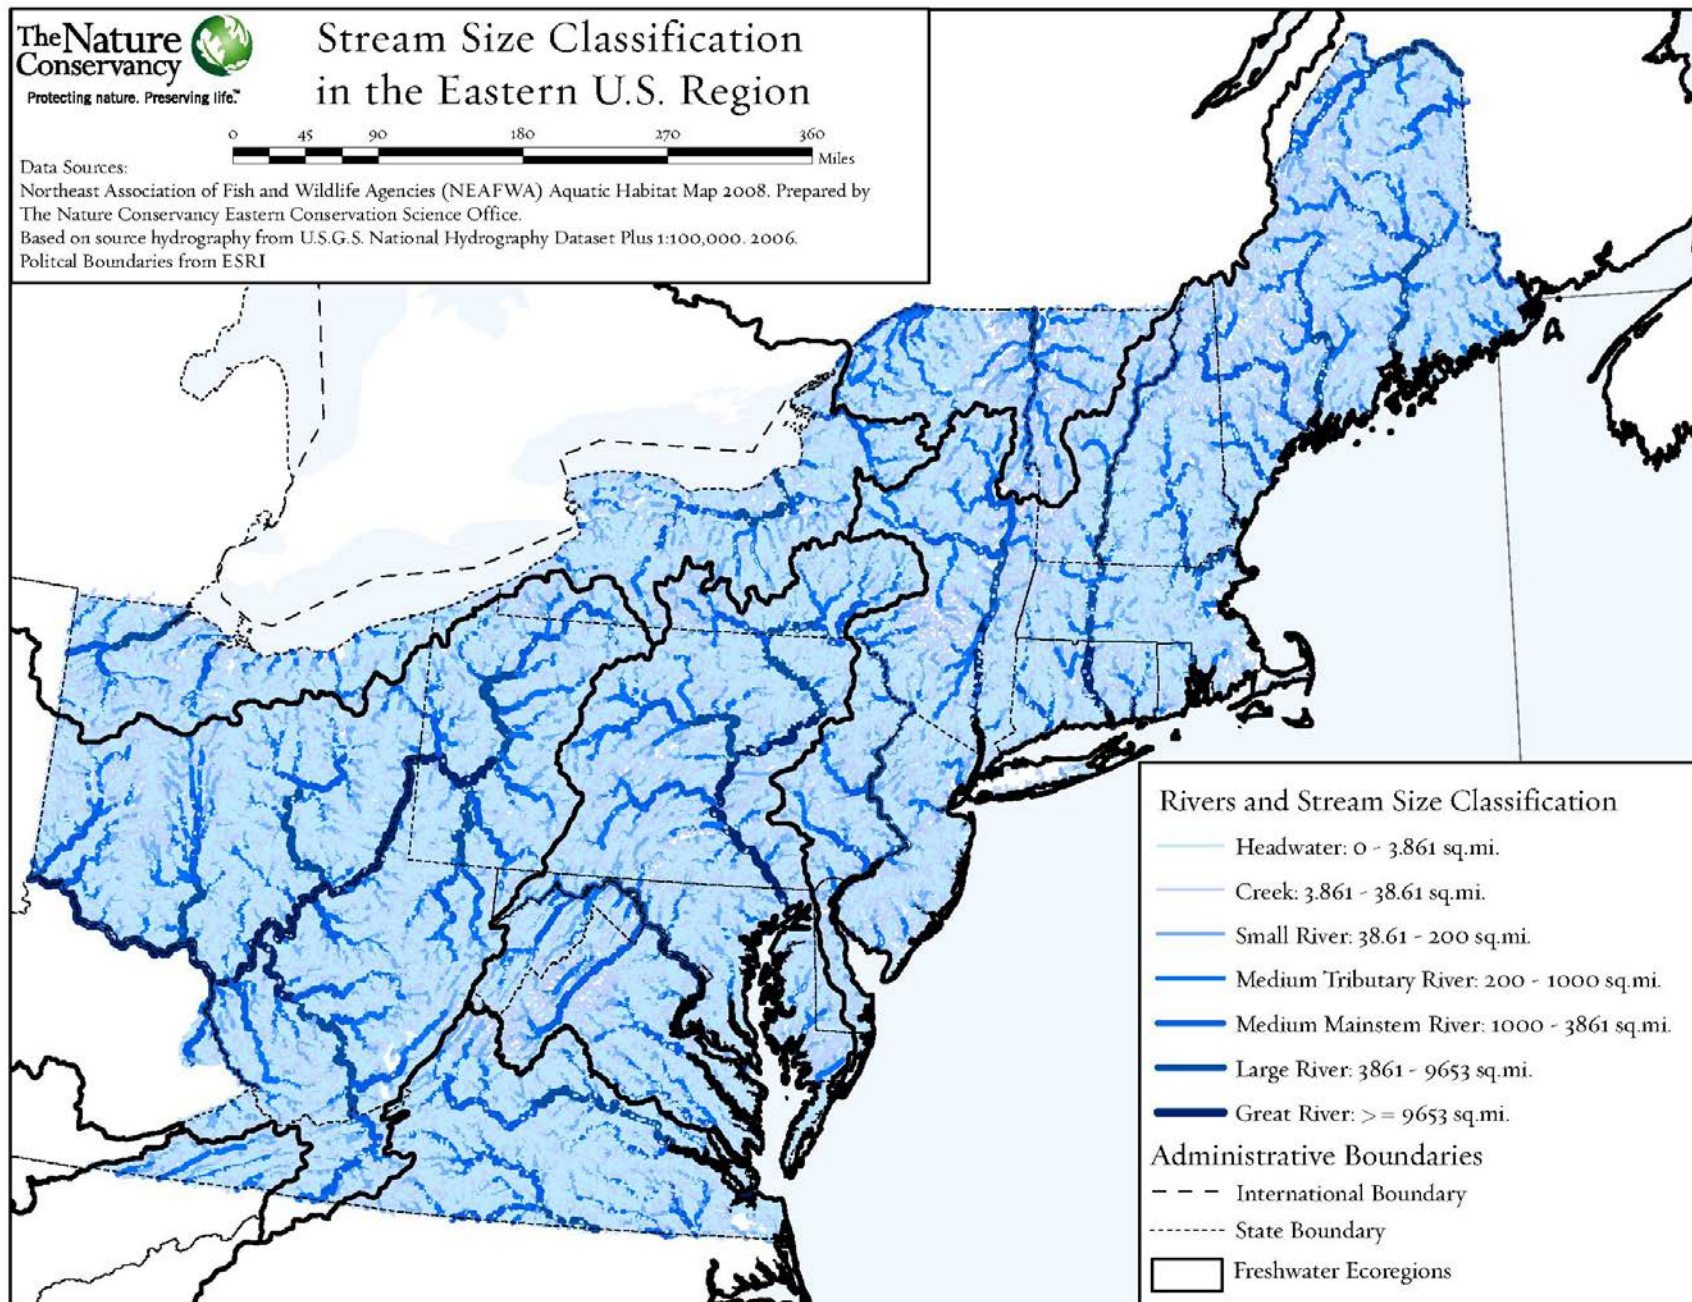 The Nature
Conservancy
Protecting nature. Preserving life.™
Stream Size Classification
in the Eastern U.S. Region
0 45 90 180 270 360
Miles
Data Sources:
Northeast Association of Fish and Wildlife Agencies (NEAFWA) Aquatic Habitat Map 2008. Prepared by
The Nature Conservancy Eastern Conservation Science Office.
Based on source hydrography from U.S.G.S. National Hydrography Dataset Plus 1:100,000. 2006.
Politcal Boundaries from ESRI
Rivers and Stream Size Classification
Headwater: 0 - 3.861 sq.mi.
Creek: 3.861 - 38.61 sq.mi.
Small River: 38.61 - 200 sq.mi.
Medium Tributary River: 200 - 1000 sq.mi.
Medium Mainstem River: 1000 - 3861 sq.mi.
Large River: 3861 - 9653 sq.mi.
Great River: >= 9653 sq.mi.
Administrative Boundaries
International Boundary
State Boundary
Freshwater Ecoregions